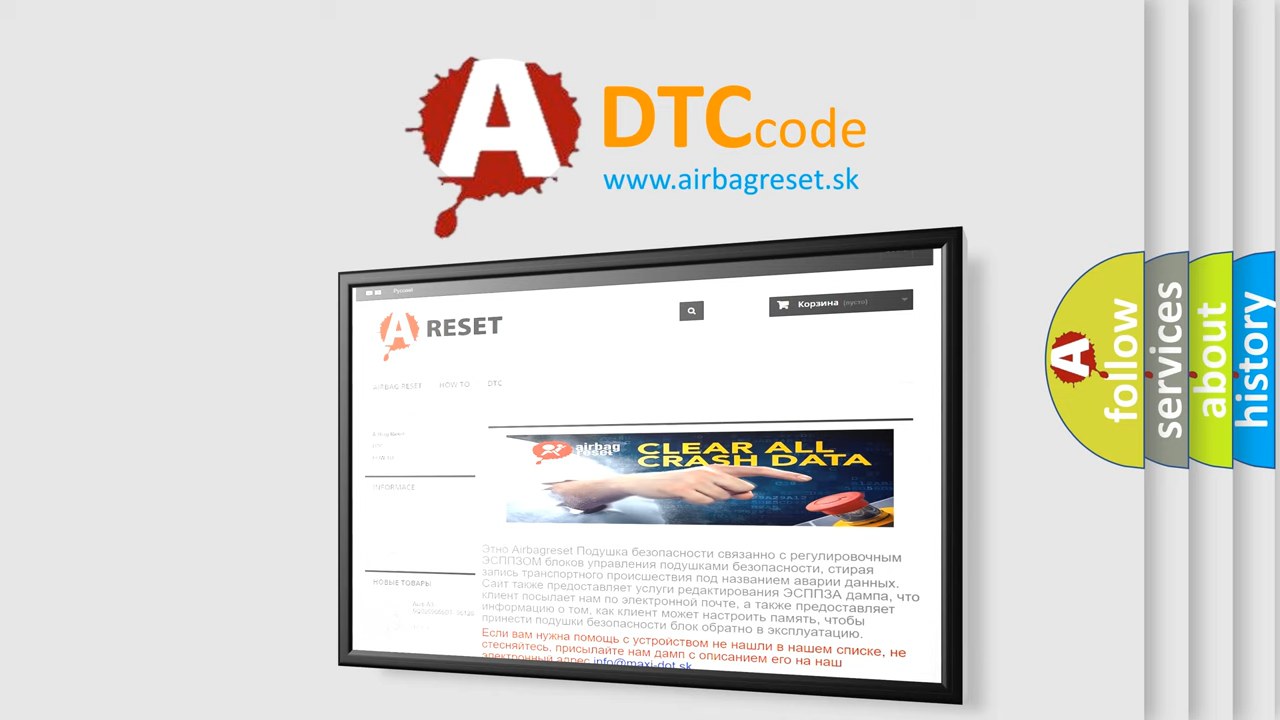 A
DTCcode
www.airbagreset.sk
Русский
A RESET
Корзина (пусто)
AIRBAG RESET HOW TO DTC
INFORMACE
airbag
reset
CLEAR ALL
CRASH DATA
НОВЫЕ ТОВАРЫ
Этно Airbagreset Подушка безопасности связанно с регулировочным
ЭСППЗОМ блоков управления подушками безопасности, стирая
запись транспортного происшествия под названием аварии данных.
Сайт также предоставляет услуги редактирования ЭСППЗА дампа, что
клиент посылает нам по электронной почте, а также предоставляет
информацию о том, как клиент может настроить память, чтобы
принести подушки безопасности блок обратно в эксплуатацию.
Если вам нужна помощь с устройством не нашли в нашем списке, не
стесняйтесь, присылайте нам дамп с описанием его на наш
электронный адрес info@maxi-dot.sk
A
follow
services
about
history